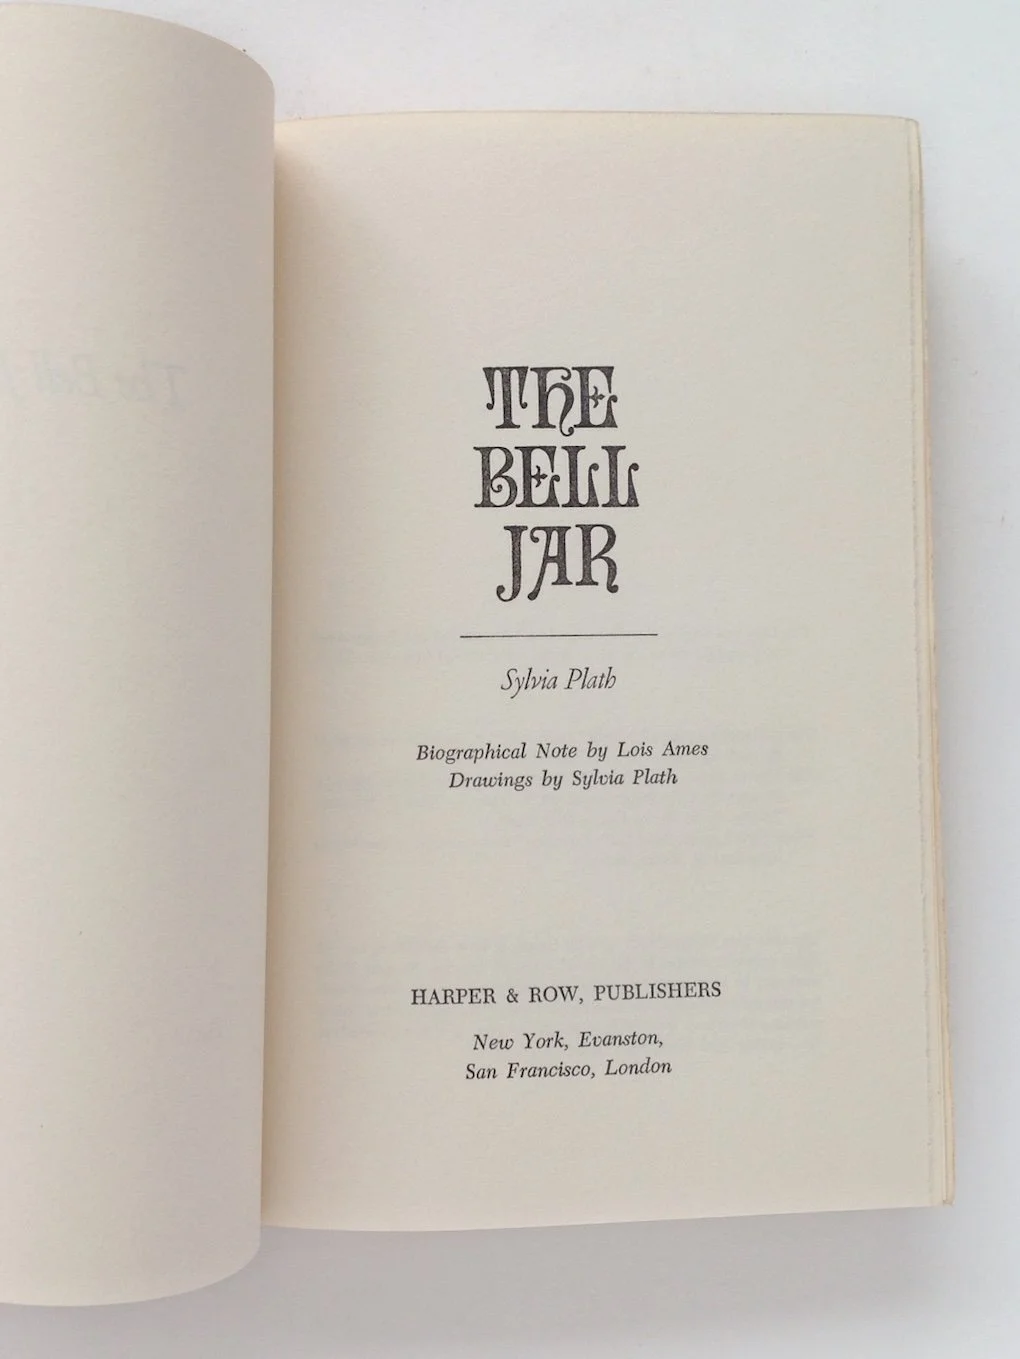 THE
BELL
JAR
Sylvia Plath
Biographical Note by Lois Ames
Drawings by Sylvia Plath
HARPER & ROW, PUBLISHERS
New York, Evanston,
San Francisco, London